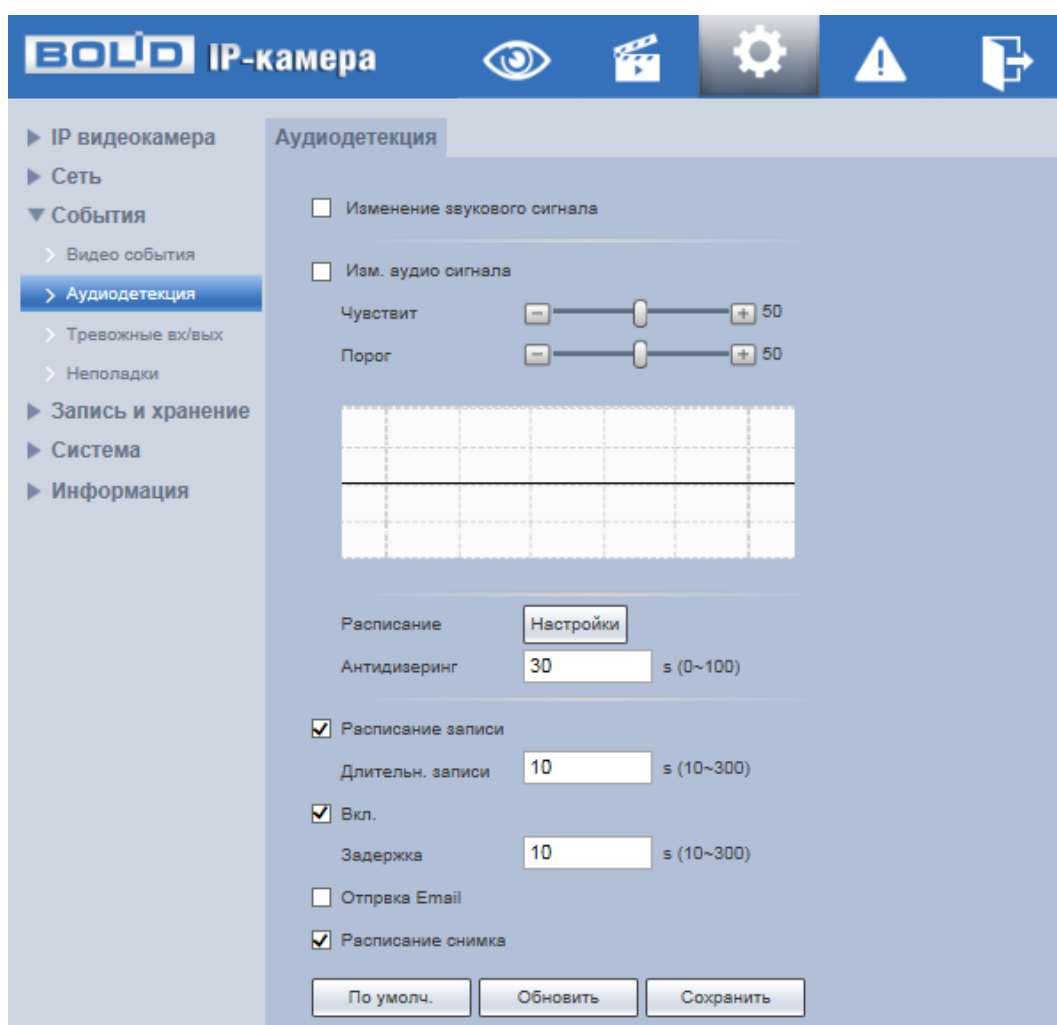 BOLID IP-камера
IP видеокамера
Сеть
События
Видео события
Аудиодетекция
Тревожные вх/вых
Неполадки
Запись и хранение
Система
Информация
Аудиодетекция
Изменение звукового сигнала
Изм. аудио сигнала
Чувствит 50
Порог 50
Расписание Настройки
Антидизеринг 30 s (0~100)
Расписание записи
Длительн. записи 10 s (10~300)
Вкл.
Задержка 10 s (10~300)
Отпрвка Email
Расписание снимка
По умолч. Обновить Сохранить